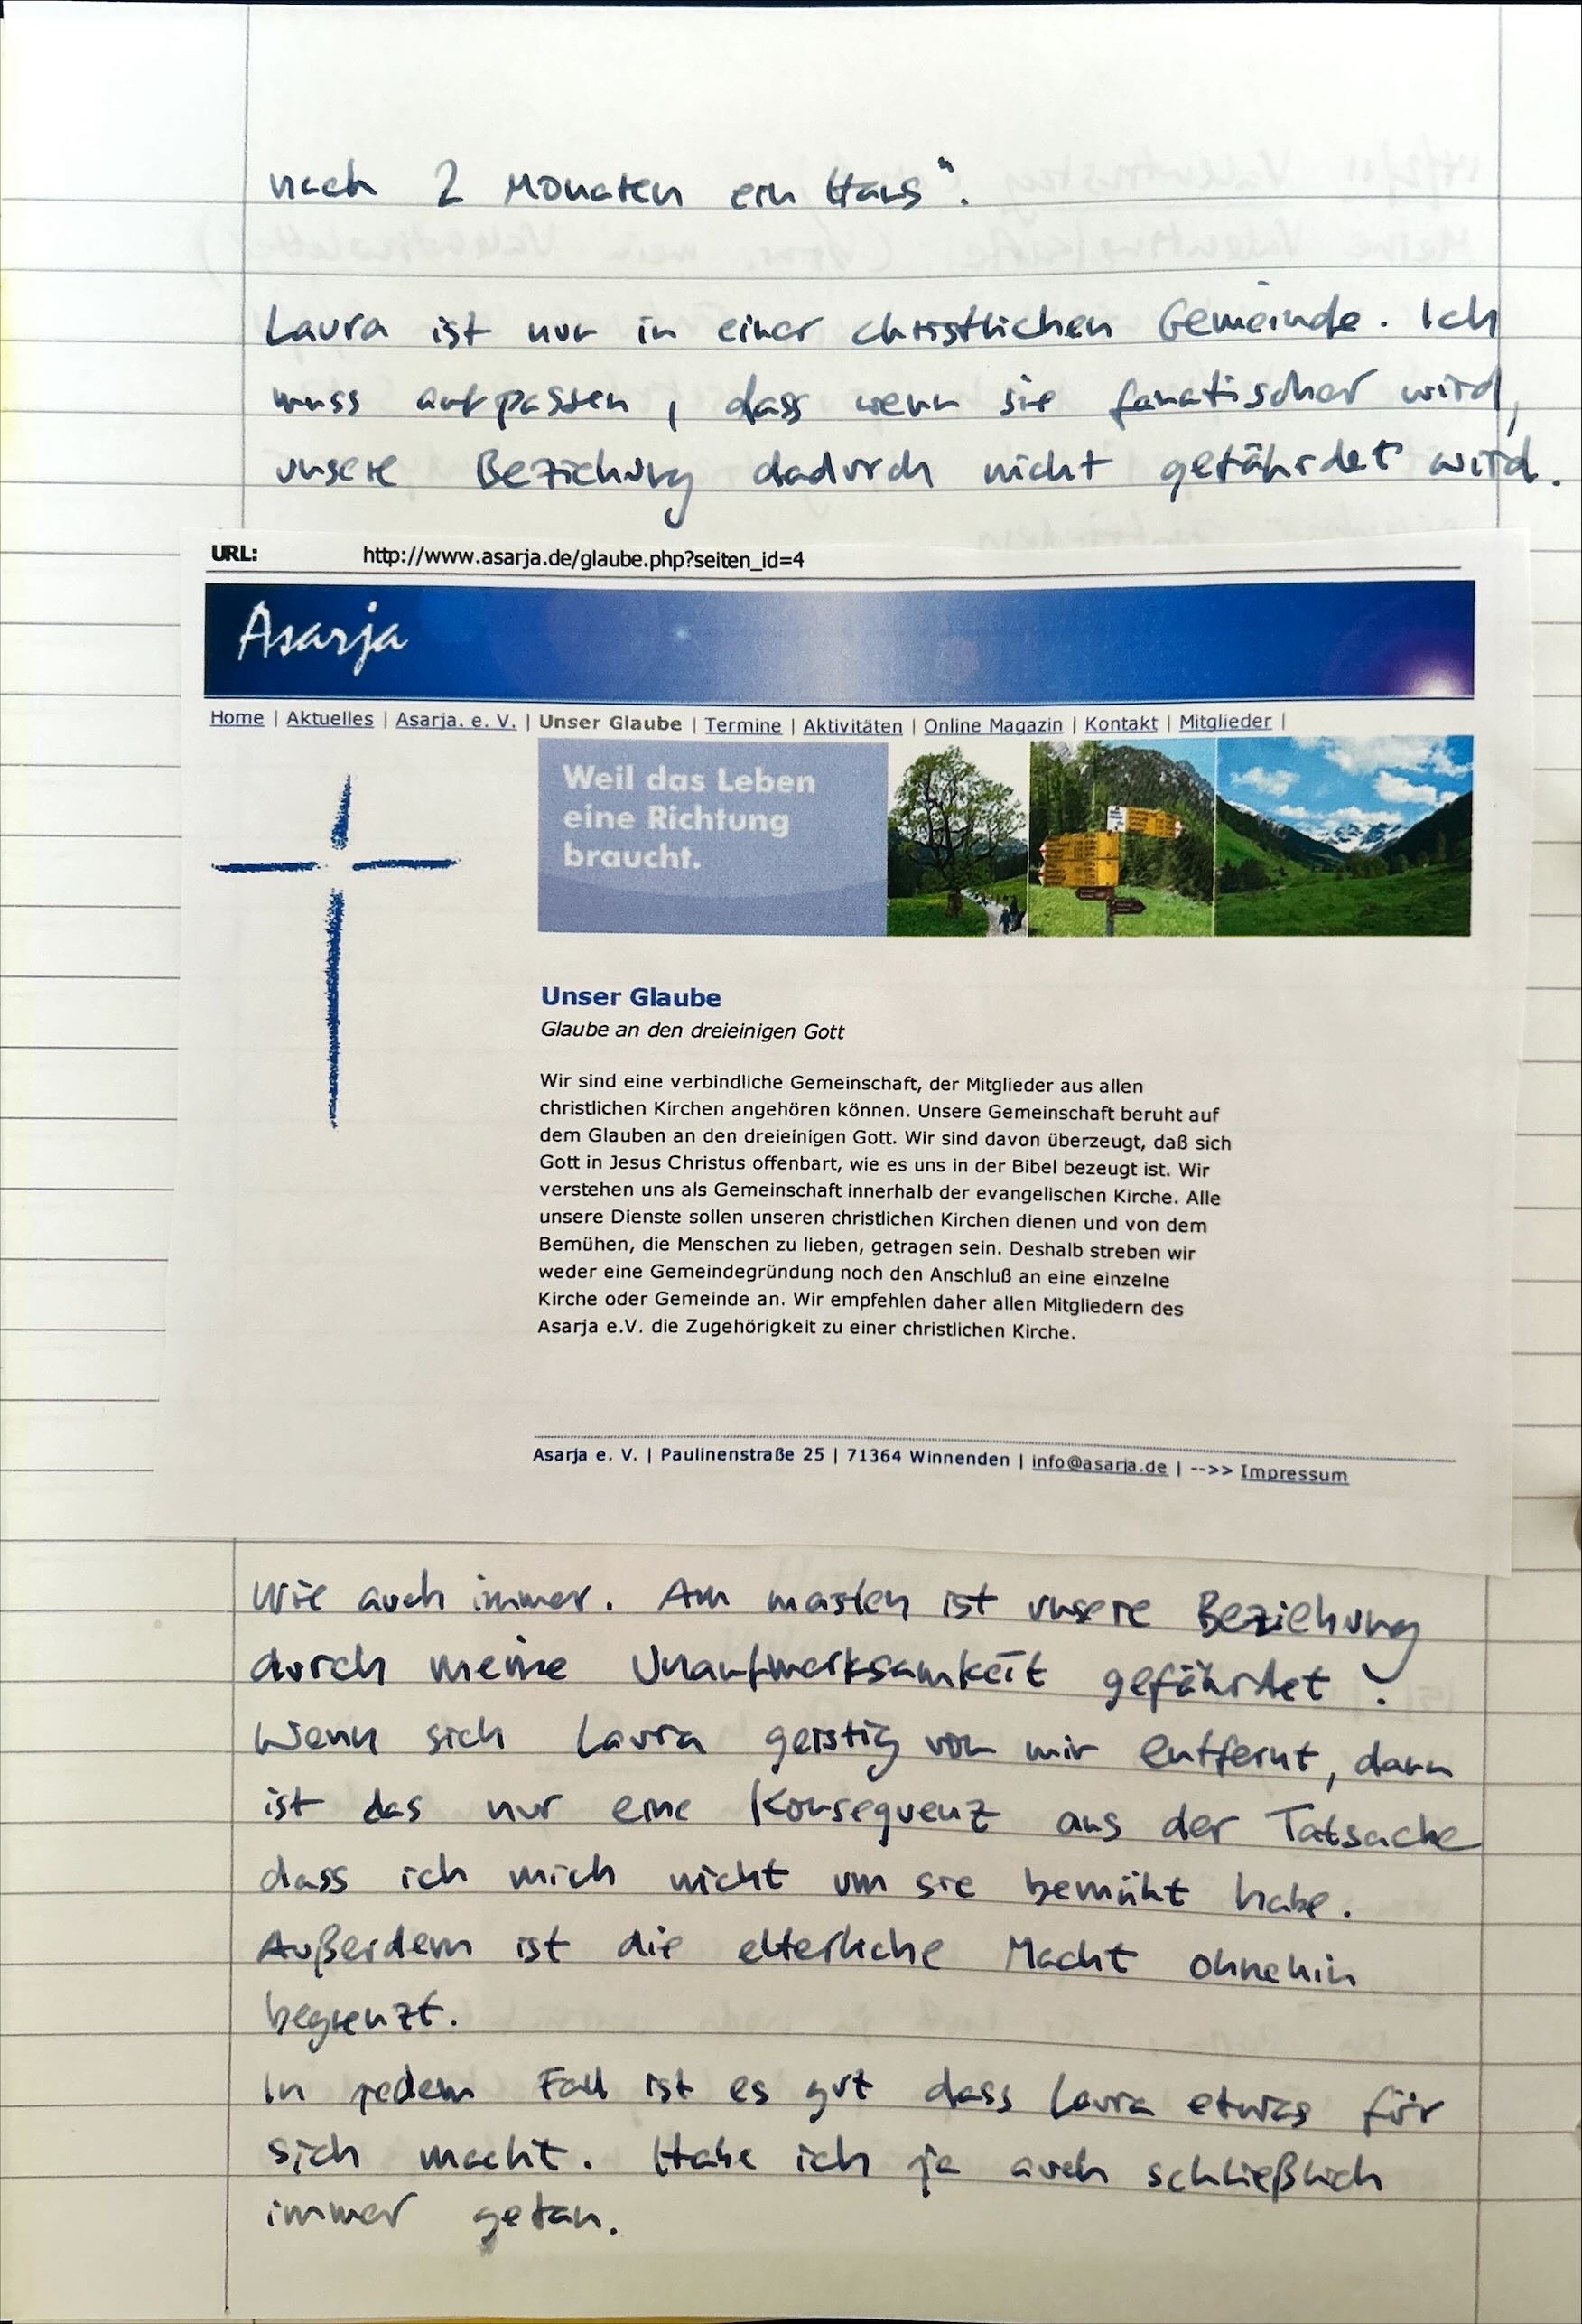 nach 2 Monaten ein Haus".
Laura ist nur in einer christlichen Gemeinde. Ich
muss aufpassen, dass wenn sie fanatischer wird,
unsere Beziehung dadurch nicht gefährdet wird.
URL: http://www.asarja.de/glaube.php?seiten_id=4
Asarja
Home | Aktuelles | Asarja. e. V. | Unser Glaube | Termine | Aktivitäten | Online Magazin | Kontakt | Mitglieder |
Weil das Leben
eine Richtung
braucht.
Unser Glaube
Glaube an den dreieinigen Gott
Wir sind eine verbindliche Gemeinschaft, der Mitglieder aus allen
christlichen Kirchen angehören können. Unsere Gemeinschaft beruht auf
dem Glauben an den dreieinigen Gott. Wir sind davon überzeugt, daß sich
Gott in Jesus Christus offenbart, wie es uns in der Bibel bezeugt ist. Wir
verstehen uns als Gemeinschaft innerhalb der evangelischen Kirche. Alle
unsere Dienste sollen unseren christlichen Kirchen dienen und von dem
Bemühen, die Menschen zu lieben, getragen sein. Deshalb streben wir
weder eine Gemeindegründung noch den Anschluß an eine einzelne
Kirche oder Gemeinde an. Wir empfehlen daher allen Mitgliedern des
Asarja e.V. die Zugehörigkeit zu einer christlichen Kirche.
Asarja e. V. | Paulinenstraße 25 | 71364 Winnenden | info@asarja.de | -->> Impressum
Wie auch immer. Am meisten ist unsere Beziehung
durch meine Unaufmerksamkeit gefährdet!
Wenn sich Laura geistig von mir entfernt, dann
ist das nur eine Konsequenz aus der Tatsache
dass ich mich nicht um sie bemüht habe.
Außerdem ist die elterliche Macht ohnehin
begrenzt.
In jedem Fall ist es gut dass Laura etwas für
sich macht. Habe ich ja auch schließlich
immer getan.